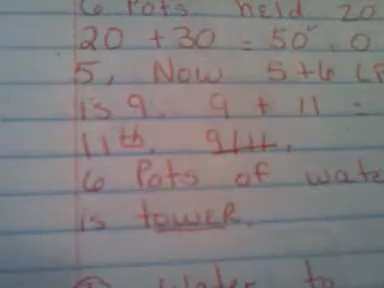 6 Pots held 20
20 + 30 = 50 . 0
5, Now 5+6
is 9. 9 + 11 =
11th. 9/11.
6 Pots of wate
is TOWER.
Water to